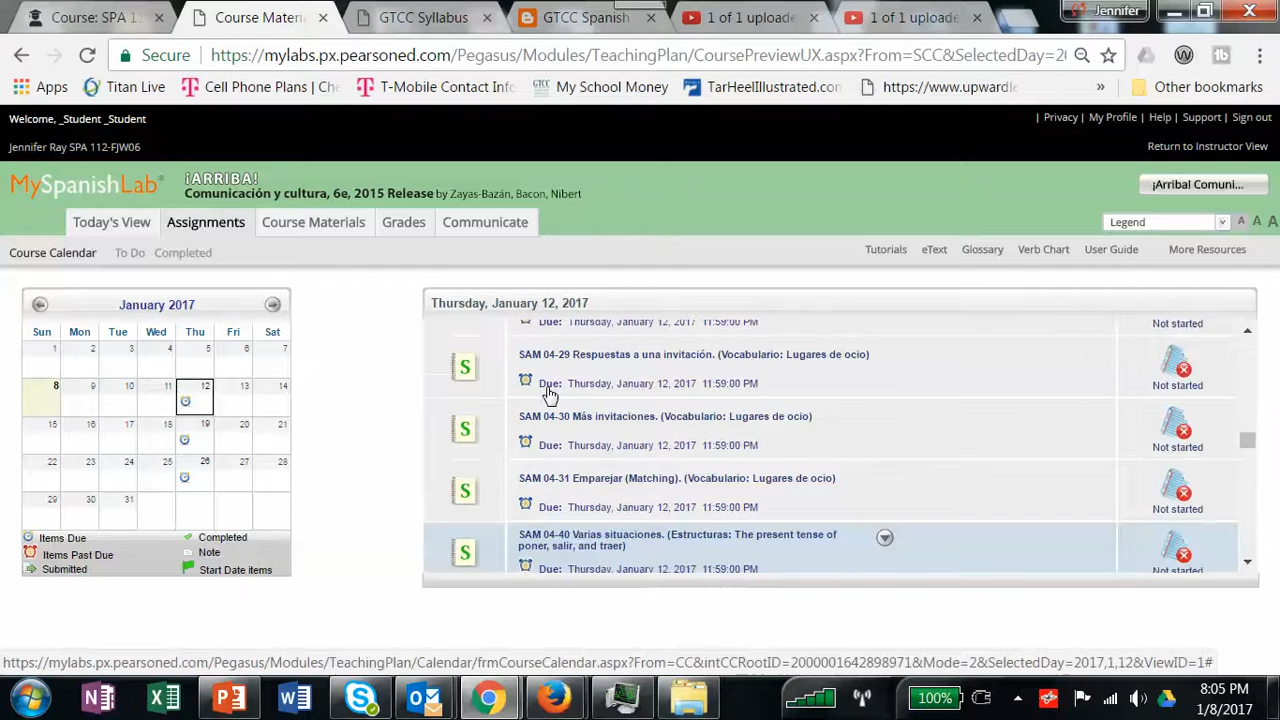 Course: SPA 11
Course Materi
GTCC Syllabus
GTCC Spanish
1 of 1 uploade
1 of 1 uploade
Jennifer
Secure
https://mylabs.px.pearsoned.com/Pegasus/Modules/TeachingPlan/CoursePreviewUX.aspx?From=SCC&SelectedDay=20
Apps
Titan Live
Cell Phone Plans | Che
T-Mobile Contact Info
My School Money
TarHeelIllustrated.com
https://www.upwardle
»
Other bookmarks
Welcome, _Student _Student
| Privacy | My Profile | Help | Support | Sign out
Jennifer Ray SPA 112-FJW06
Return to Instructor View
MySpanishLab®
¡ARRIBA!
Comunicación y cultura, 6e, 2015 Release by Zayas-Bazán, Bacon, Nibert
¡Arriba! Comuni...
Today's View
Assignments
Course Materials
Grades
Communicate
Legend
A A A
Course Calendar
To Do
Completed
Tutorials
eText
Glossary
Verb Chart
User Guide
More Resources
January 2017
Sun Mon Tue Wed Thu Fri Sat
1 2 3 4 5 6 7
8 9 10 11 12 13 14
15 16 17 18 19 20 21
22 23 24 25 26 27 28
29 30 31
Items Due
Completed
Items Past Due
Note
Submitted
Start Date items
Thursday, January 12, 2017
Due: Thursday, January 12, 2017 11:59:00 PM
Not started
S
SAM 04-29 Respuestas a una invitación. (Vocabulario: Lugares de ocio)
Due: Thursday, January 12, 2017 11:59:00 PM
Not started
S
SAM 04-30 Más invitaciones. (Vocabulario: Lugares de ocio)
Due: Thursday, January 12, 2017 11:59:00 PM
Not started
S
SAM 04-31 Emparejar (Matching). (Vocabulario: Lugares de ocio)
Due: Thursday, January 12, 2017 11:59:00 PM
Not started
S
SAM 04-40 Varias situaciones. (Estructuras: The present tense of
poner, salir, and traer)
Due: Thursday, January 12, 2017 11:59:00 PM
Not started
https://mylabs.px.pearsoned.com/Pegasus/Modules/TeachingPlan/Calendar/frmCourseCalendar.aspx?From=CC&intCCRootID=2000001642898971&Mode=2&SelectedDay=2017,1,12&ViewID=1#
100%
8:05 PM
1/8/2017